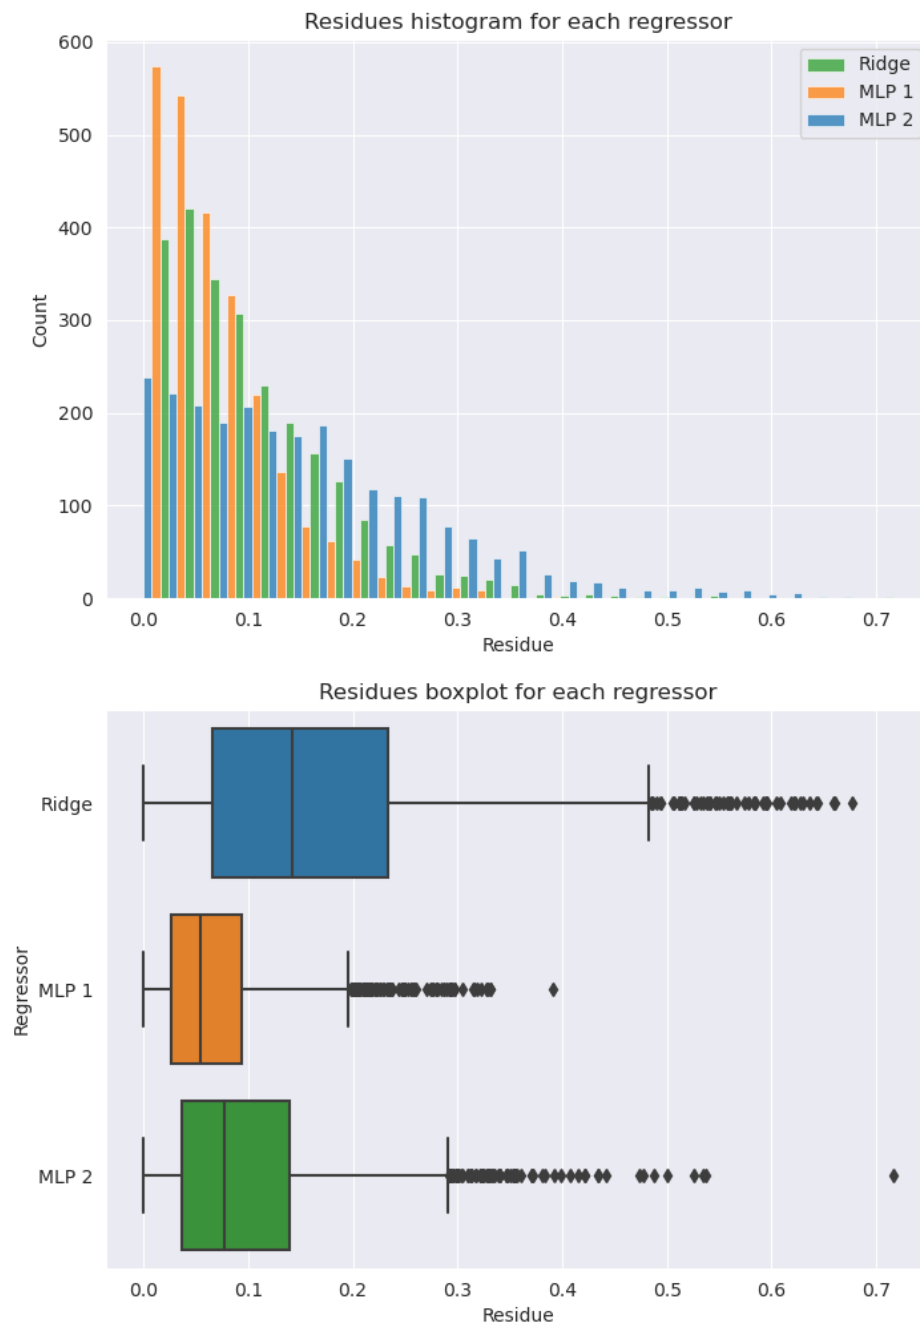 Residues histogram for each regressor
600
500
400
300
200
100
0
Count
Ridge
MLP 1
MLP 2
0.0 0.1 0.2 0.3 0.4 0.5 0.6 0.7
Residue
Residues boxplot for each regressor
Regressor
Ridge
MLP 1
MLP 2
0.0 0.1 0.2 0.3 0.4 0.5 0.6 0.7
Residue